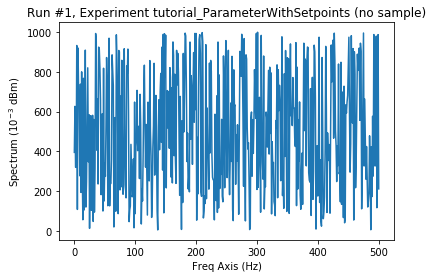 Run #1, Experiment tutorial_ParameterWithSetpoints (no sample)
1000
800
600
400
200
0
Spectrum (10⁻³ dBm)
0 100 200 300 400 500
Freq Axis (Hz)